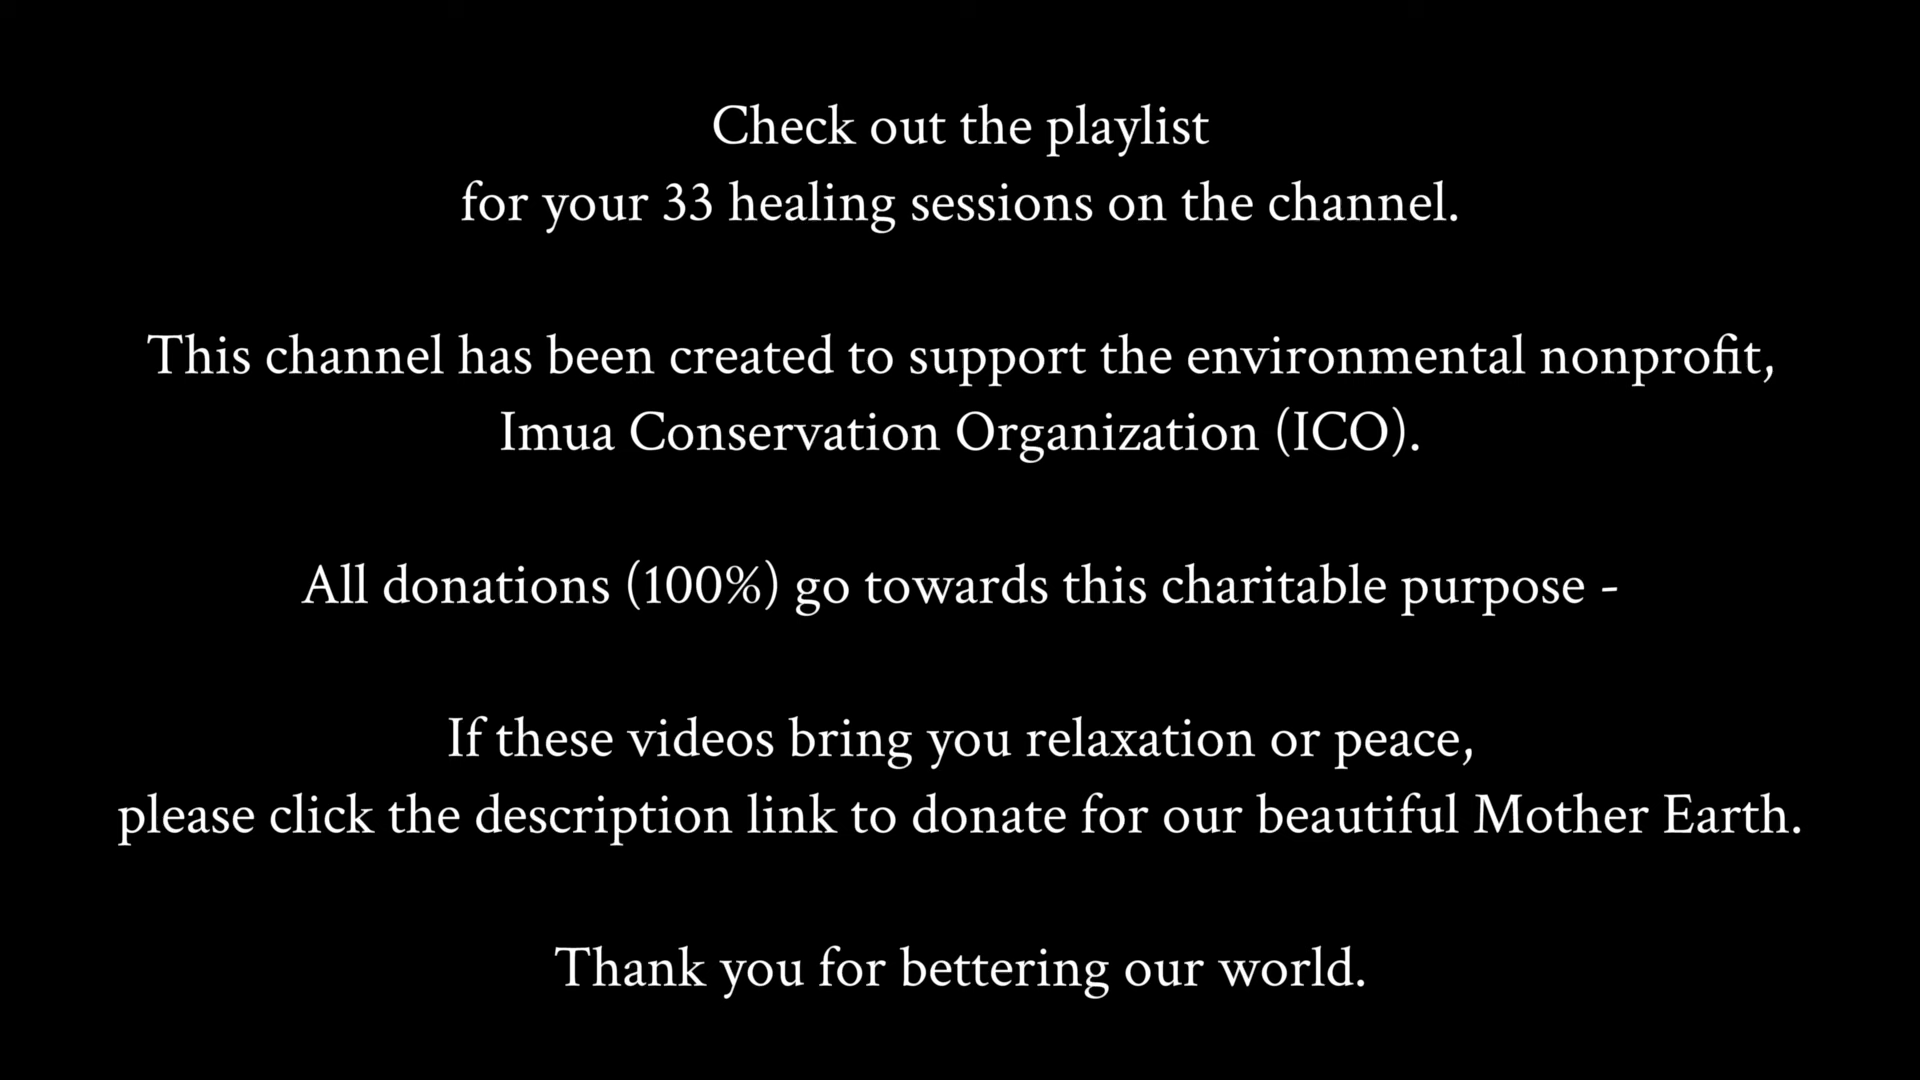 Check out the playlist
for your 33 healing sessions on the channel.
This channel has been created to support the environmental nonprofit,
Imua Conservation Organization (ICO).
All donations (100%) go towards this charitable purpose -
If these videos bring you relaxation or peace,
please click the description link to donate for our beautiful Mother Earth.
Thank you for bettering our world.